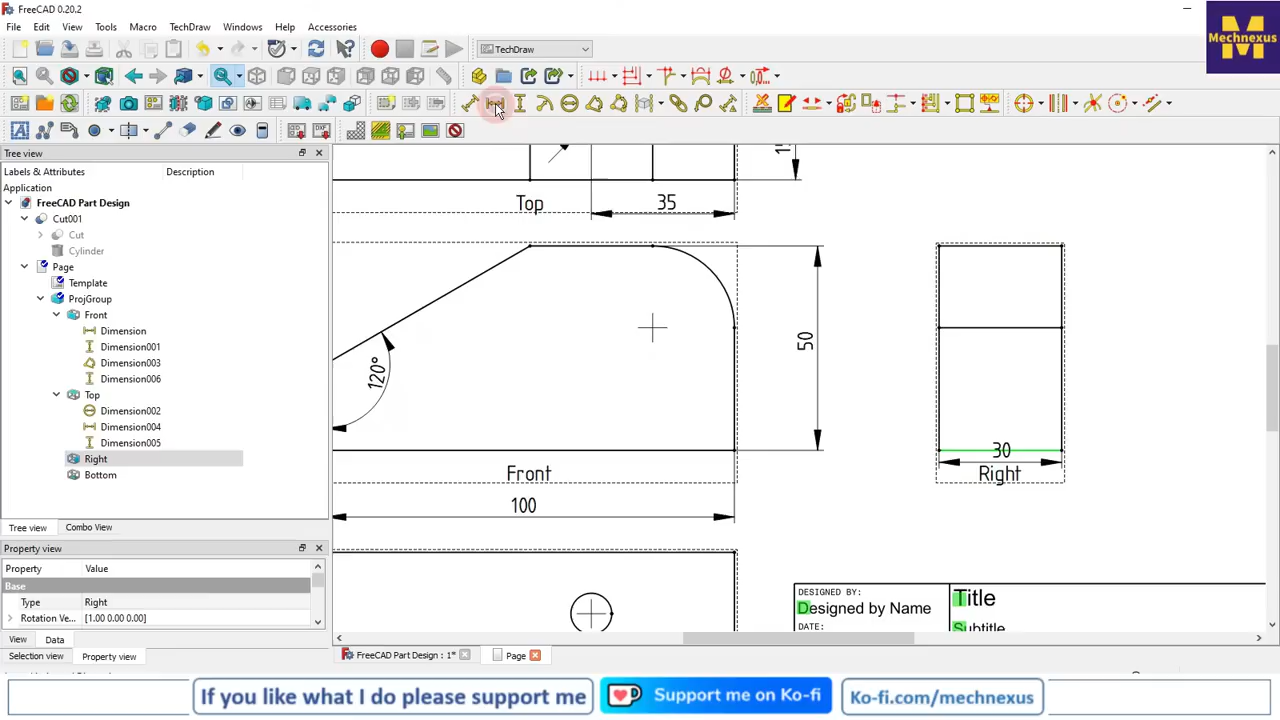 FreeCAD 0.20.2
File Edit View Tools Macro TechDraw Windows Help Accessories
TechDraw
M
Mechnexus
Tree view
Labels & Attributes Description
Application
FreeCAD Part Design
Cut001
Cut
Cylinder
Page
Template
ProjGroup
Front
Dimension
Dimension001
Dimension003
Dimension006
Top
Dimension002
Dimension004
Dimension005
Right
Bottom
Tree view Combo View
Property view
Property Value
Base
Type Right
Rotation Ve... [1.00 0.00 0.00]
View Data
Selection view Property view
Top
35
120°
50
Front
100
30
Right
DESIGNED BY:
Designed by Name
DATE:
Title
Subtitle
FreeCAD Part Design : 1*
Page
If you like what I do please support me
Support me on Ko-fi
Ko-fi.com/mechnexus